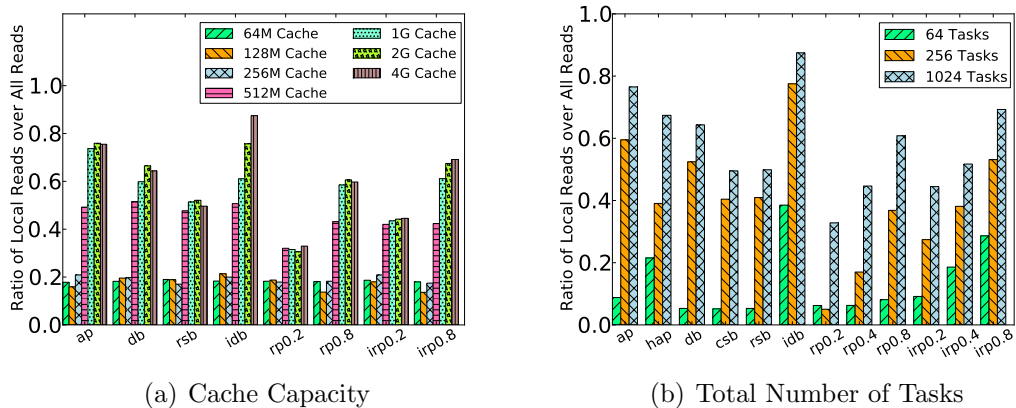 Ratio of Local Reads over All Reads
1.0
0.8
0.6
0.4
0.2
0.0
64M Cache
128M Cache
256M Cache
512M Cache
1G Cache
2G Cache
4G Cache
ap db rsb idb rp0.2 rp0.8 irp0.2 irp0.8
(a) Cache Capacity
Ratio of Local Reads over All Reads
1.0
0.8
0.6
0.4
0.2
0.0
64 Tasks
256 Tasks
1024 Tasks
ap hap db csb rsb idb rp0.2 rp0.4 rp0.8 irp0.2 irp0.4 irp0.8
(b) Total Number of Tasks